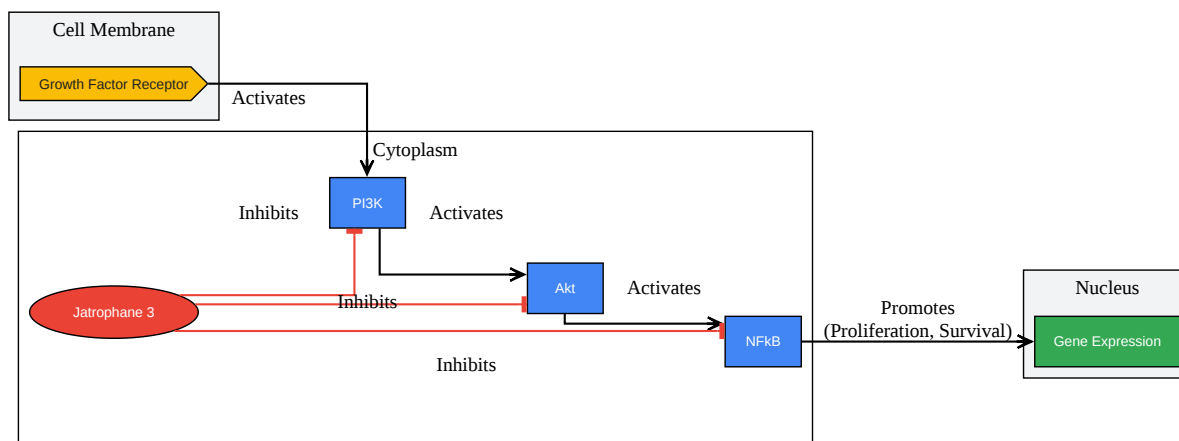 Cell Membrane
Growth Factor Receptor
Activates
Cytoplasm
PI3K
Inhibits
Activates
Akt
Activates
Jatrophane 3
Inhibits
NFkB
Inhibits
Promotes
(Proliferation, Survival)
Nucleus
Gene Expression